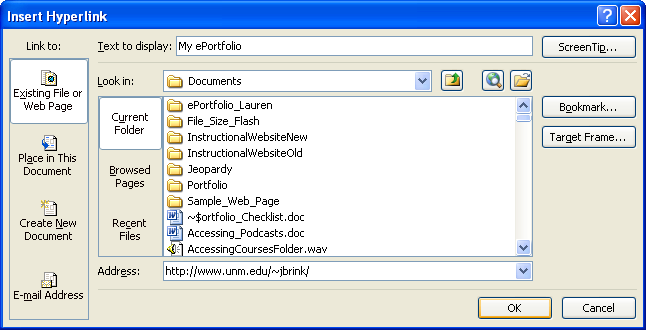 Insert Hyperlink
Link to:
Text to display: My ePortfolio
ScreenTip...
Existing File or
Web Page
Look in: Documents
Current
Folder
ePortfolio_Lauren
File_Size_Flash
InstructionalWebsiteNew
InstructionalWebsiteOld
Jeopardy
Portfolio
Sample_Web_Page
~$ortfolio_Checklist.doc
Accessing_Podcasts.doc
AccessingCoursesFolder.wav
Bookmark...
Target Frame...
Place in This
Document
Browsed
Pages
Create New
Document
Recent
Files
E-mail Address
Address: http://www.unm.edu/~jbrink/
OK
Cancel